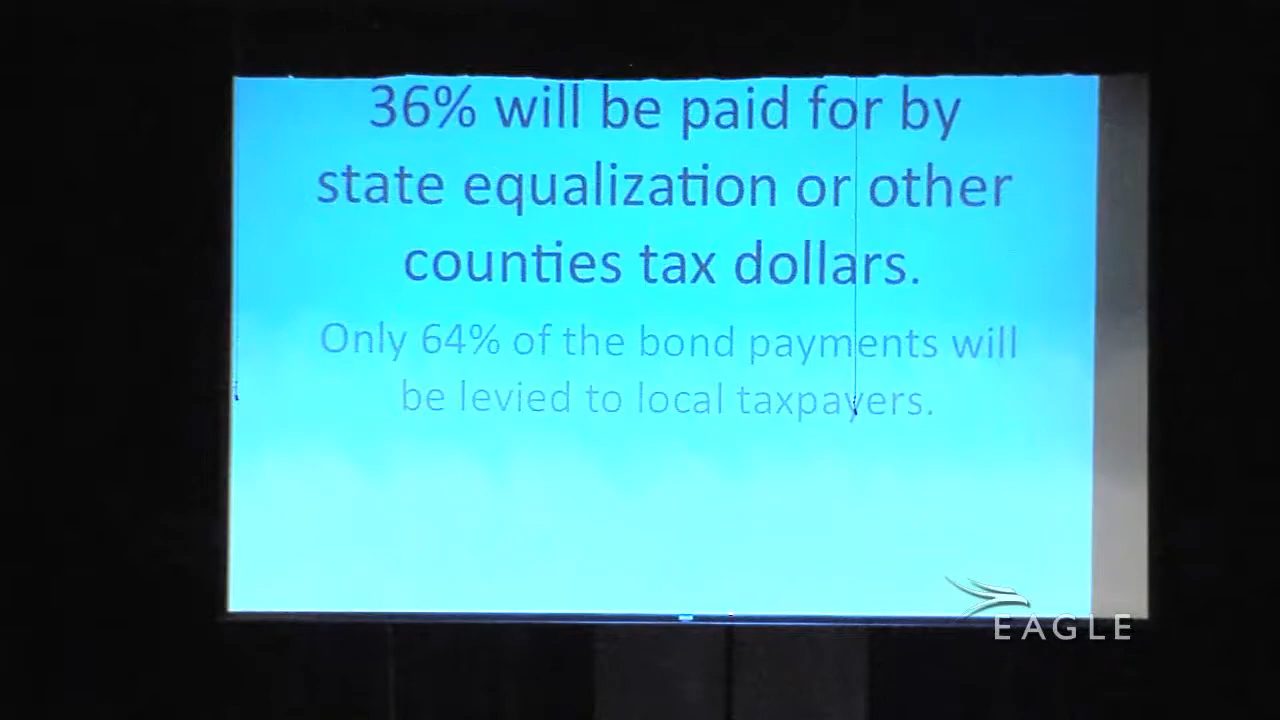 36% will be paid for by
state equalization or other
counties tax dollars.
Only 64% of the bond payments will
be levied to local taxpayers.
EAGLE